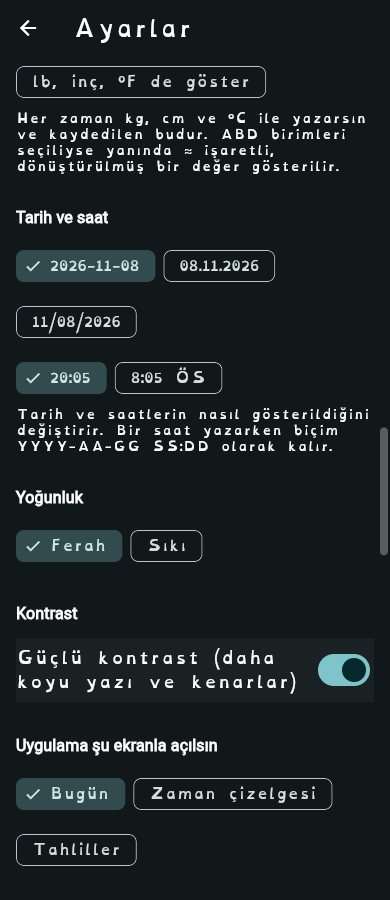 Ayarlar
lb, inç, °F de göster
Her zaman kg, cm ve °C ile yazarsın
ve kaydedilen budur. ABD birimleri
seçiliyse yanında ≈ işaretli,
dönüştürülmüş bir değer gösterilir.
Tarih ve saat
2026-11-08
08.11.2026
11/08/2026
20:05
8:05 ÖS
Tarih ve saatlerin nasıl gösterildiğini
değiştirir. Bir saat yazarken biçim
YYYY-AA-GG SS:DD olarak kalır.
Yoğunluk
Ferah
Sıkı
Kontrast
Güçlü kontrast (daha
koyu yazı ve kenarlar)
Uygulama şu ekranla açılsın
Bugün
Zaman çizelgesi
Tahliller